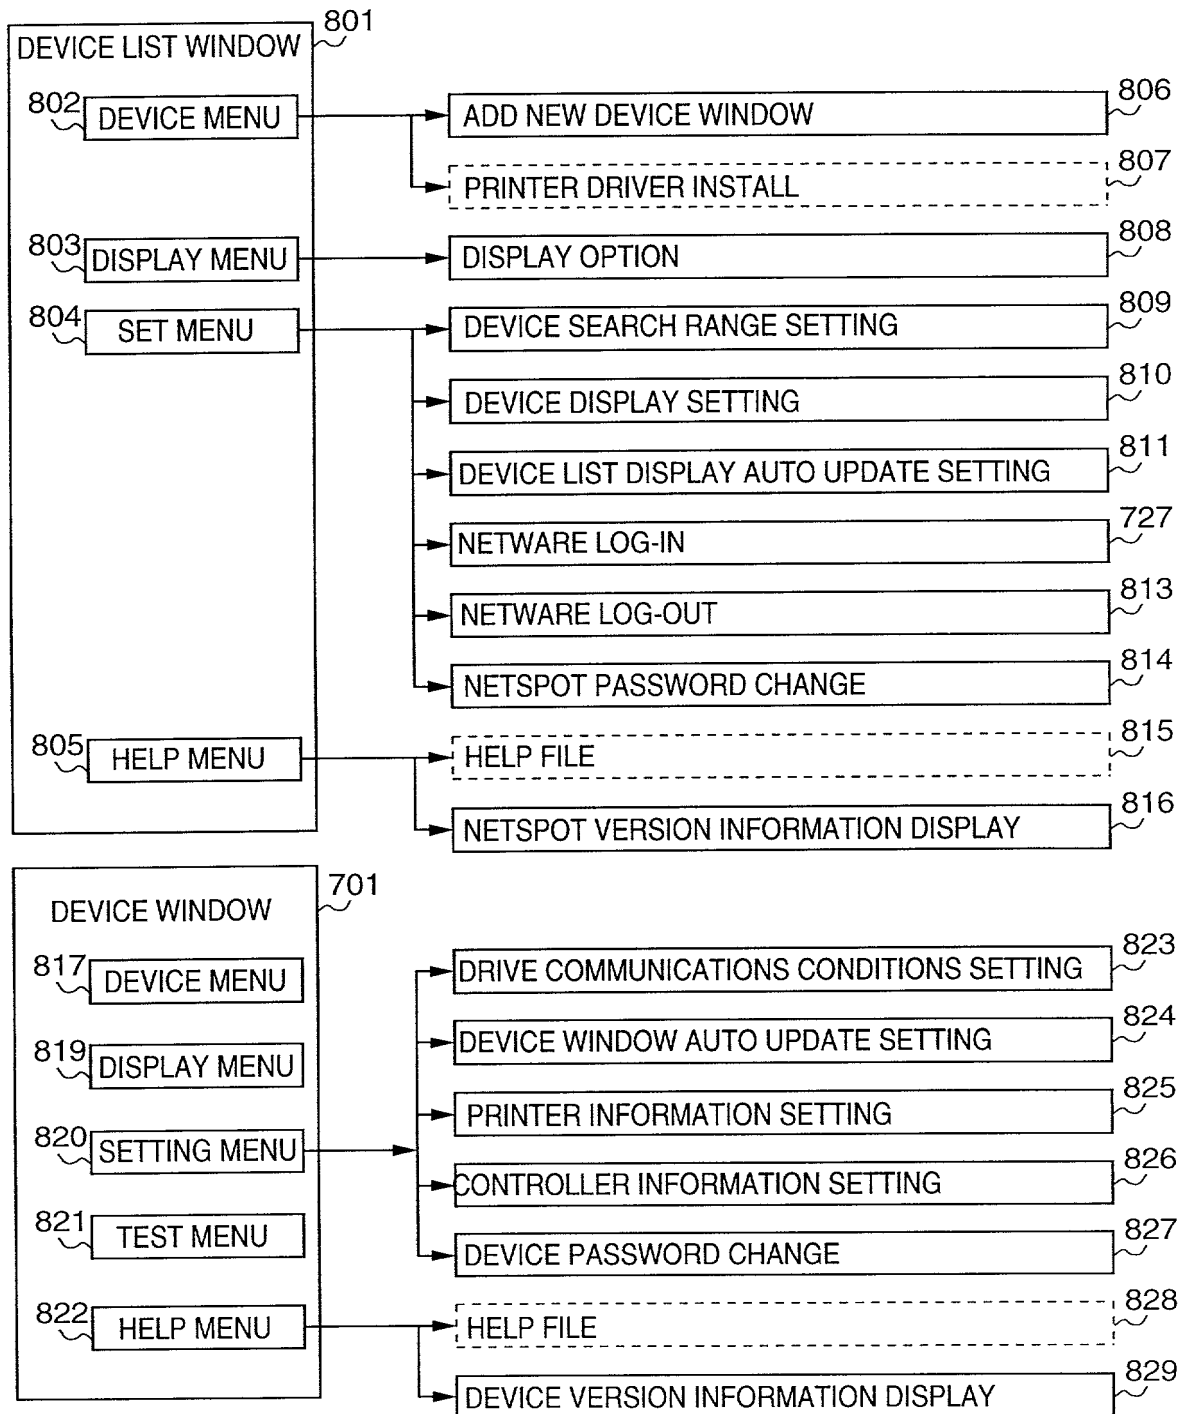 801
DEVICE LIST WINDOW
802
DEVICE MENU
806
ADD NEW DEVICE WINDOW
807
PRINTER DRIVER INSTALL
803
DISPLAY MENU
808
DISPLAY OPTION
804
SET MENU
809
DEVICE SEARCH RANGE SETTING
810
DEVICE DISPLAY SETTING
811
DEVICE LIST DISPLAY AUTO UPDATE SETTING
727
NETWARE LOG-IN
813
NETWARE LOG-OUT
814
NETSPOT PASSWORD CHANGE
805
HELP MENU
815
HELP FILE
816
NETSPOT VERSION INFORMATION DISPLAY
701
DEVICE WINDOW
817
DEVICE MENU
823
DRIVE COMMUNICATIONS CONDITIONS SETTING
819
DISPLAY MENU
824
DEVICE WINDOW AUTO UPDATE SETTING
825
PRINTER INFORMATION SETTING
820
SETTING MENU
826
CONTROLLER INFORMATION SETTING
821
TEST MENU
827
DEVICE PASSWORD CHANGE
822
HELP MENU
828
HELP FILE
829
DEVICE VERSION INFORMATION DISPLAY